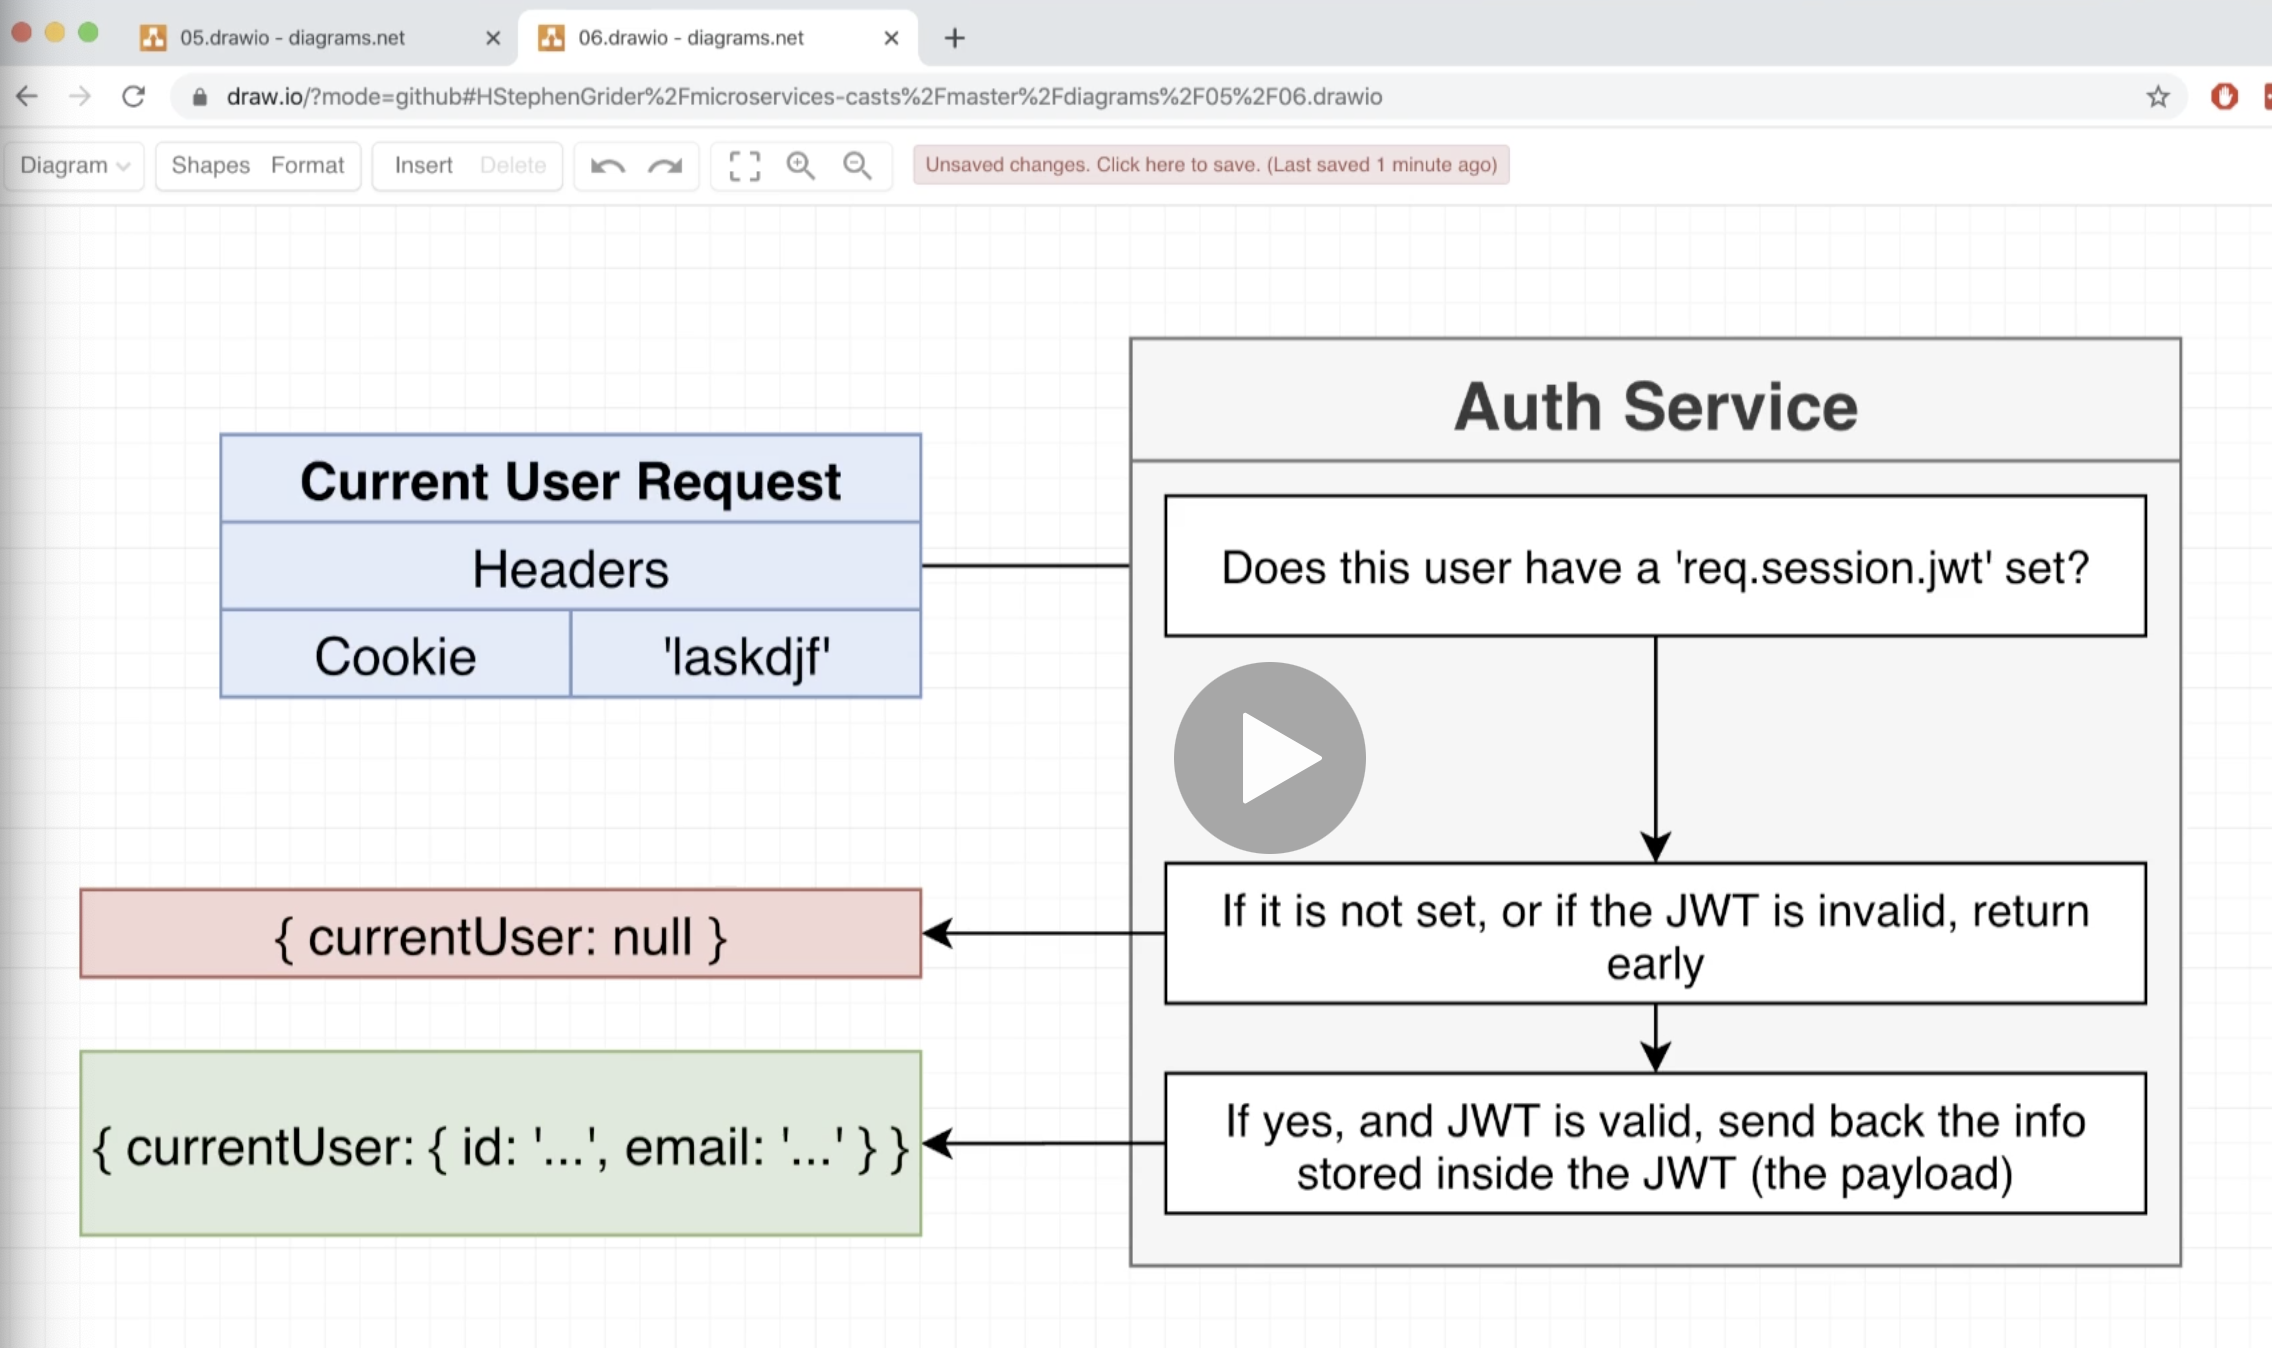 05.drawio - diagrams.net
06.drawio - diagrams.net
draw.io/?mode=github#HStephenGrider%2Fmicroservices-casts%2Fmaster%2Fdiagrams%2F05%2F06.drawio
Diagram Shapes Format Insert Delete Unsaved changes. Click here to save. (Last saved 1 minute ago)
Auth Service
Current User Request
Headers
Cookie 'laskdjf'
Does this user have a 'req.session.jwt' set?
If it is not set, or if the JWT is invalid, return
early
{ currentUser: null }
If yes, and JWT is valid, send back the info
stored inside the JWT (the payload)
{ currentUser: { id: '...', email: '...' } }